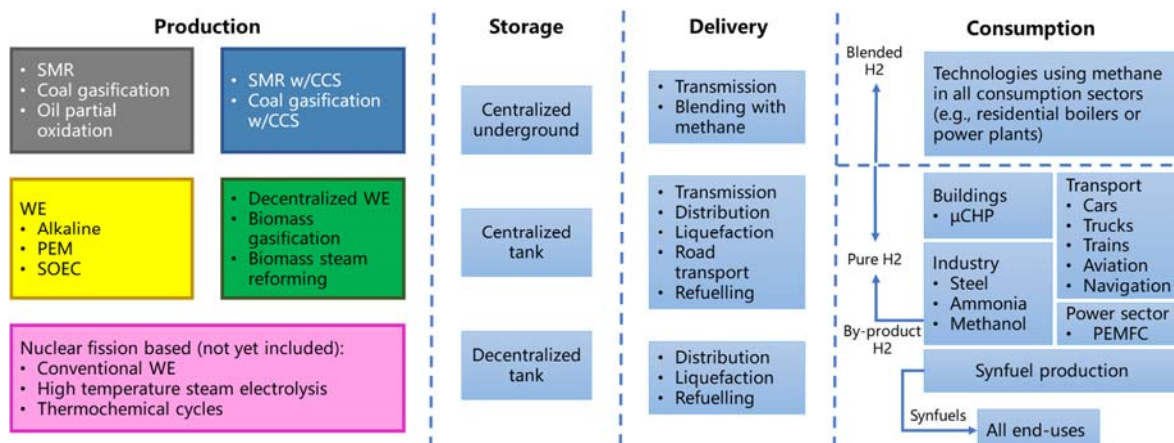 Production
• SMR
• Coal gasification
• Oil partial
oxidation
• SMR w/CCS
• Coal gasification
w/CCS
WE
• Alkaline
• PEM
• SOEC
• Decentralized WE
• Biomass
gasification
• Biomass steam
reforming
Nuclear fission based (not yet included):
• Conventional WE
• High temperature steam electrolysis
• Thermochemical cycles
Storage
Centralized
underground
Centralized
tank
Decentralized
tank
Delivery
• Transmission
• Blending with
methane
• Transmission
• Distribution
• Liquefaction
• Road
transport
• Refuelling
• Distribution
• Liquefaction
• Refuelling
Consumption
Blended
H2
Technologies using methane
in all consumption sectors
(e.g., residential boilers or
power plants)
Pure H2
Buildings
• μCHP
Transport
• Cars
• Trucks
• Trains
• Aviation
• Navigation
Industry
• Steel
• Ammonia
• Methanol
Power sector
• PEMFC
By-product
H2
Synfuel production
Synfuels
All end-uses